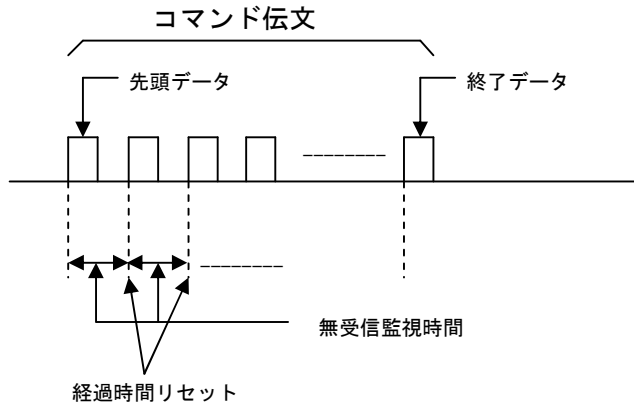 コマンド伝文
先頭データ
終了データ
無受信監視時間
経過時間リセット